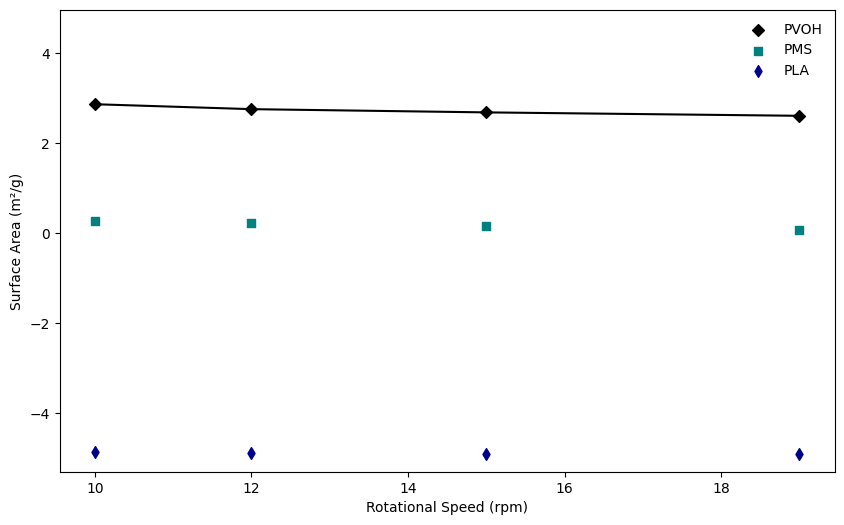 PVOH
PMS
PLA
4
2
0
−2
−4
Surface Area (m²/g)
10
12
14
16
18
Rotational Speed (rpm)